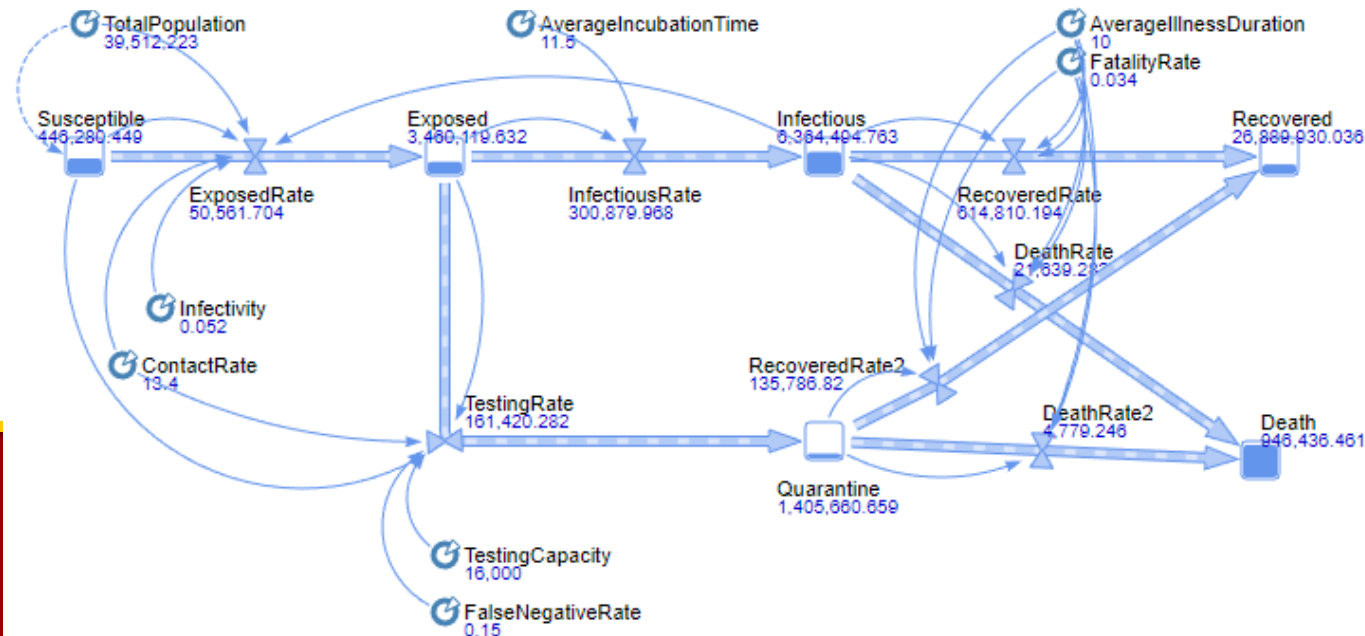 TotalPopulation
39,512,223
AverageIncubationTime
11.5
AverageIllnessDuration
10
FatalityRate
0.034
Susceptible
446,280.449
Exposed
3,460,119.632
Infectious
6,364,494.763
Recovered
26,889,930.036
ExposedRate
50,561.704
InfectiousRate
300,879.968
RecoveredRate
614,810.194
DeathRate
21,639.282
Infectivity
0.052
ContactRate
13.4
RecoveredRate2
135,786.82
TestingRate
161,420.282
DeathRate2
4,779.246
Death
946,436.461
Quarantine
1,405,660.659
TestingCapacity
16,000
FalseNegativeRate
0.15